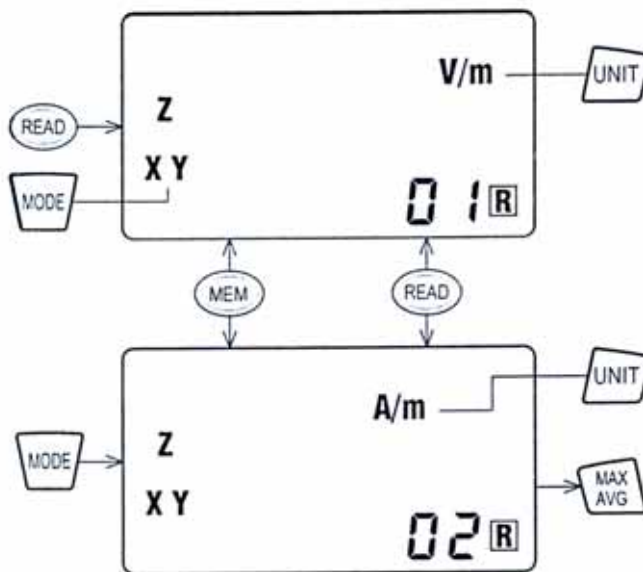 V/m
UNIT
Z
READ
X Y
MODE
01 R
MEM
READ
A/m
UNIT
Z
MODE
X Y
MAX
AVG
02 R